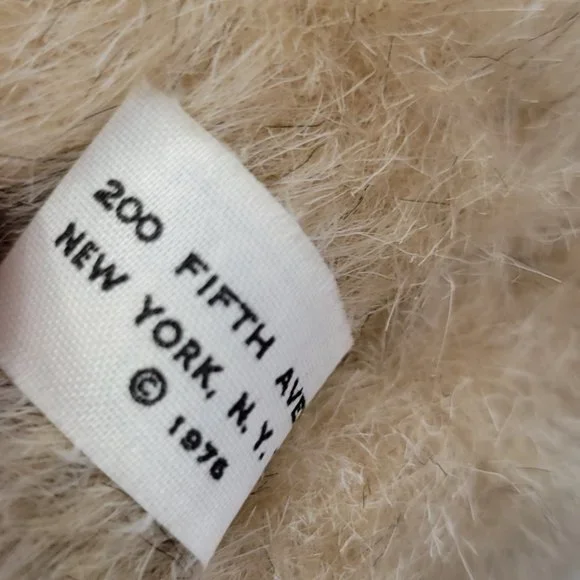 200 FIFTH AVE
NEW YORK, N.Y.
© 1976